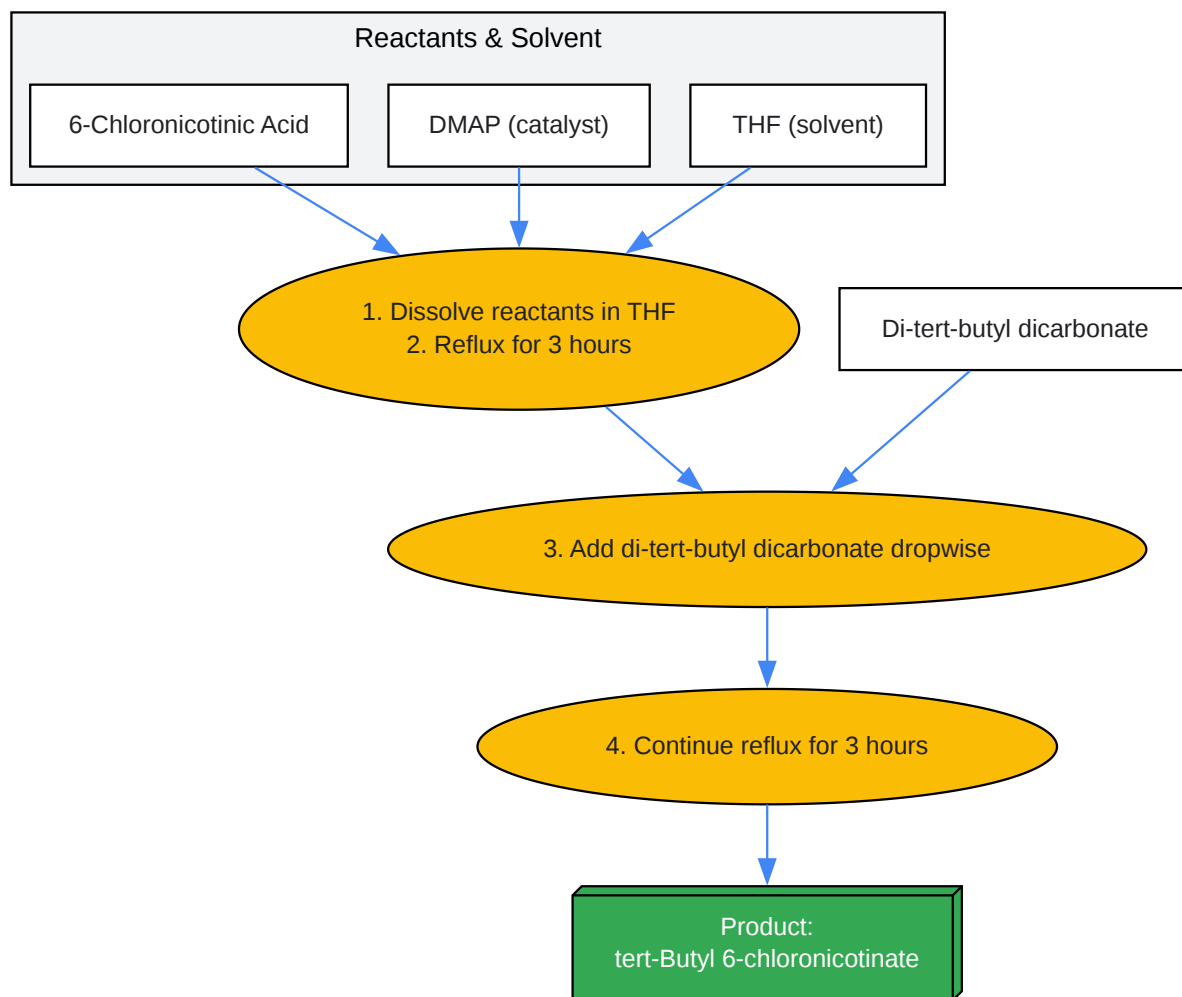 Reactants & Solvent
6-Chloronicotinic Acid
DMAP (catalyst)
THF (solvent)
1. Dissolve reactants in THF
2. Reflux for 3 hours
Di-tert-butyl dicarbonate
3. Add di-tert-butyl dicarbonate dropwise
4. Continue reflux for 3 hours
Product:
tert-Butyl 6-chloronicotinate